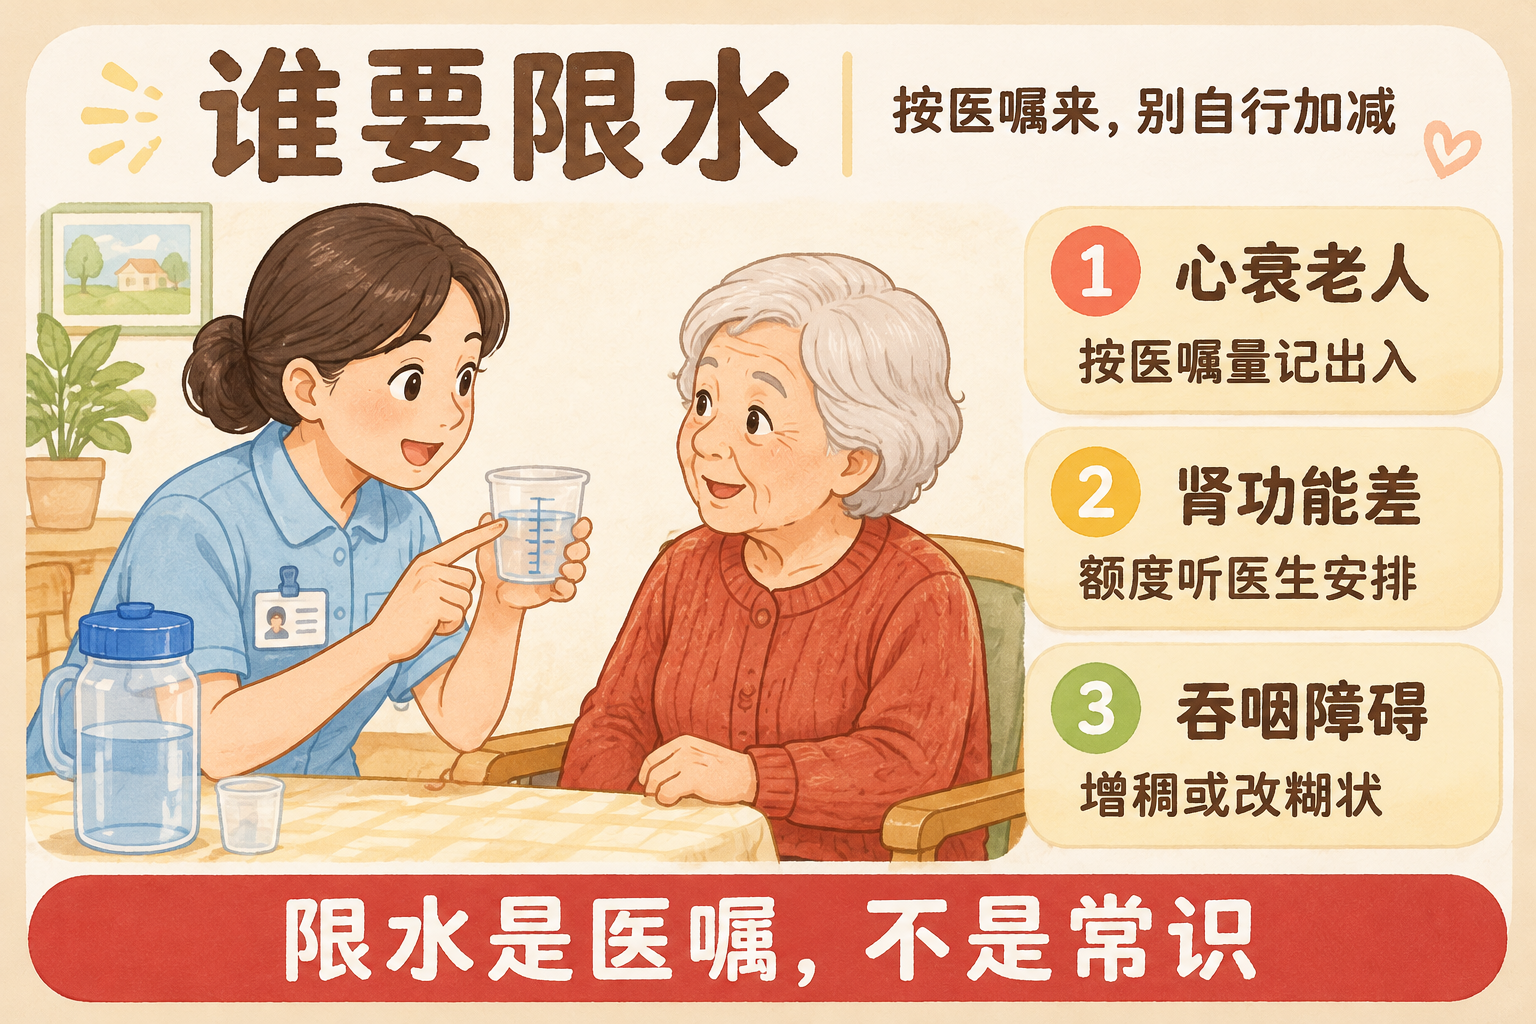 谁要限水
按医嘱来，别自行加减
1 心衰老人
按医嘱量记出入
2 肾功能差
额度听医生安排
3 吞咽障碍
增稠或改糊状
限水是医嘱，不是常识